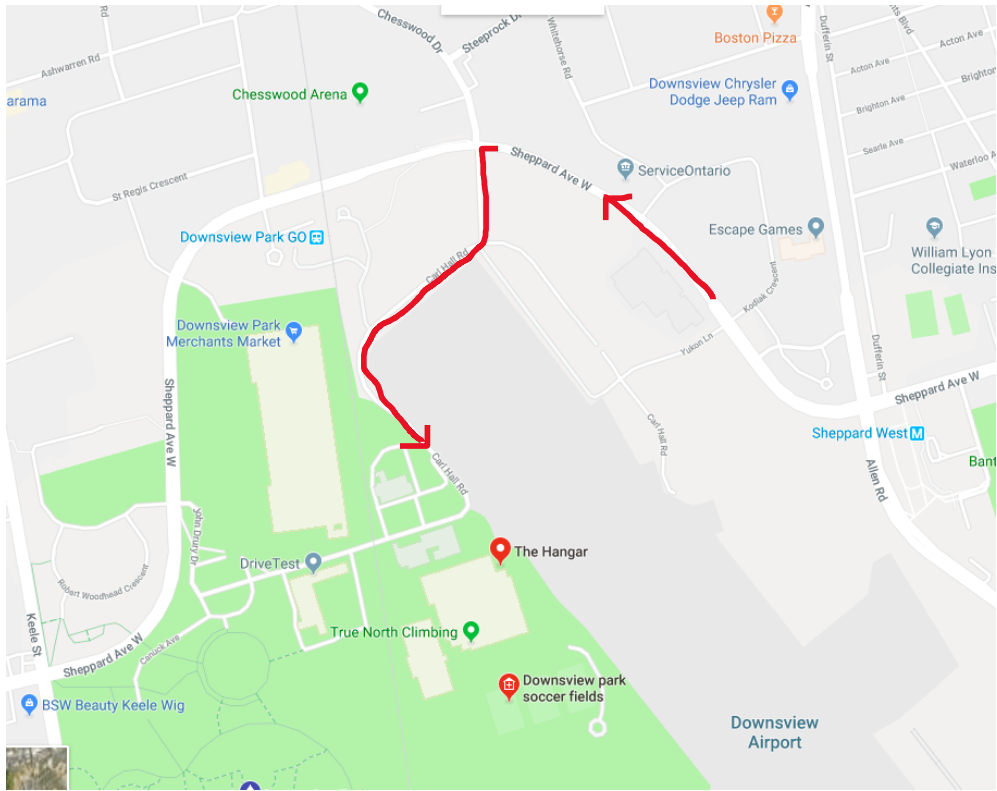 Chesswood Dr
Steeprock Dr
Whitehorse Rd
Boston Pizza
Dufferin St
Acton Ave
Ashwarren Rd
Rd
arama
Chesswood Arena
Downsview Chrysler
Dodge Jeep Ram
Acton Ave
Brighton
Brighton Ave
Searle Ave
Waterloo A
Sheppard Ave W
ServiceOntario
St Regis Crescent
Downsview Park GO
Carl Hall Rd
Escape Games
William Lyon
Collegiate Ins
Kodiak Crescent
Downsview Park
Merchants Market
Yukon Ln
Dufferin St
Sheppard Ave W
Sheppard Ave W
Carl Hall Rd
Sheppard West M
Bant
Allen Rd
Carl Hall Rd
John Drury Dr
The Hangar
DriveTest
Robert Woodhead Crescent
Keele St
Canuck Ave
True North Climbing
Sheppard Ave W
Downsview park
soccer fields
BSW Beauty Keele Wig
Downsview
Airport